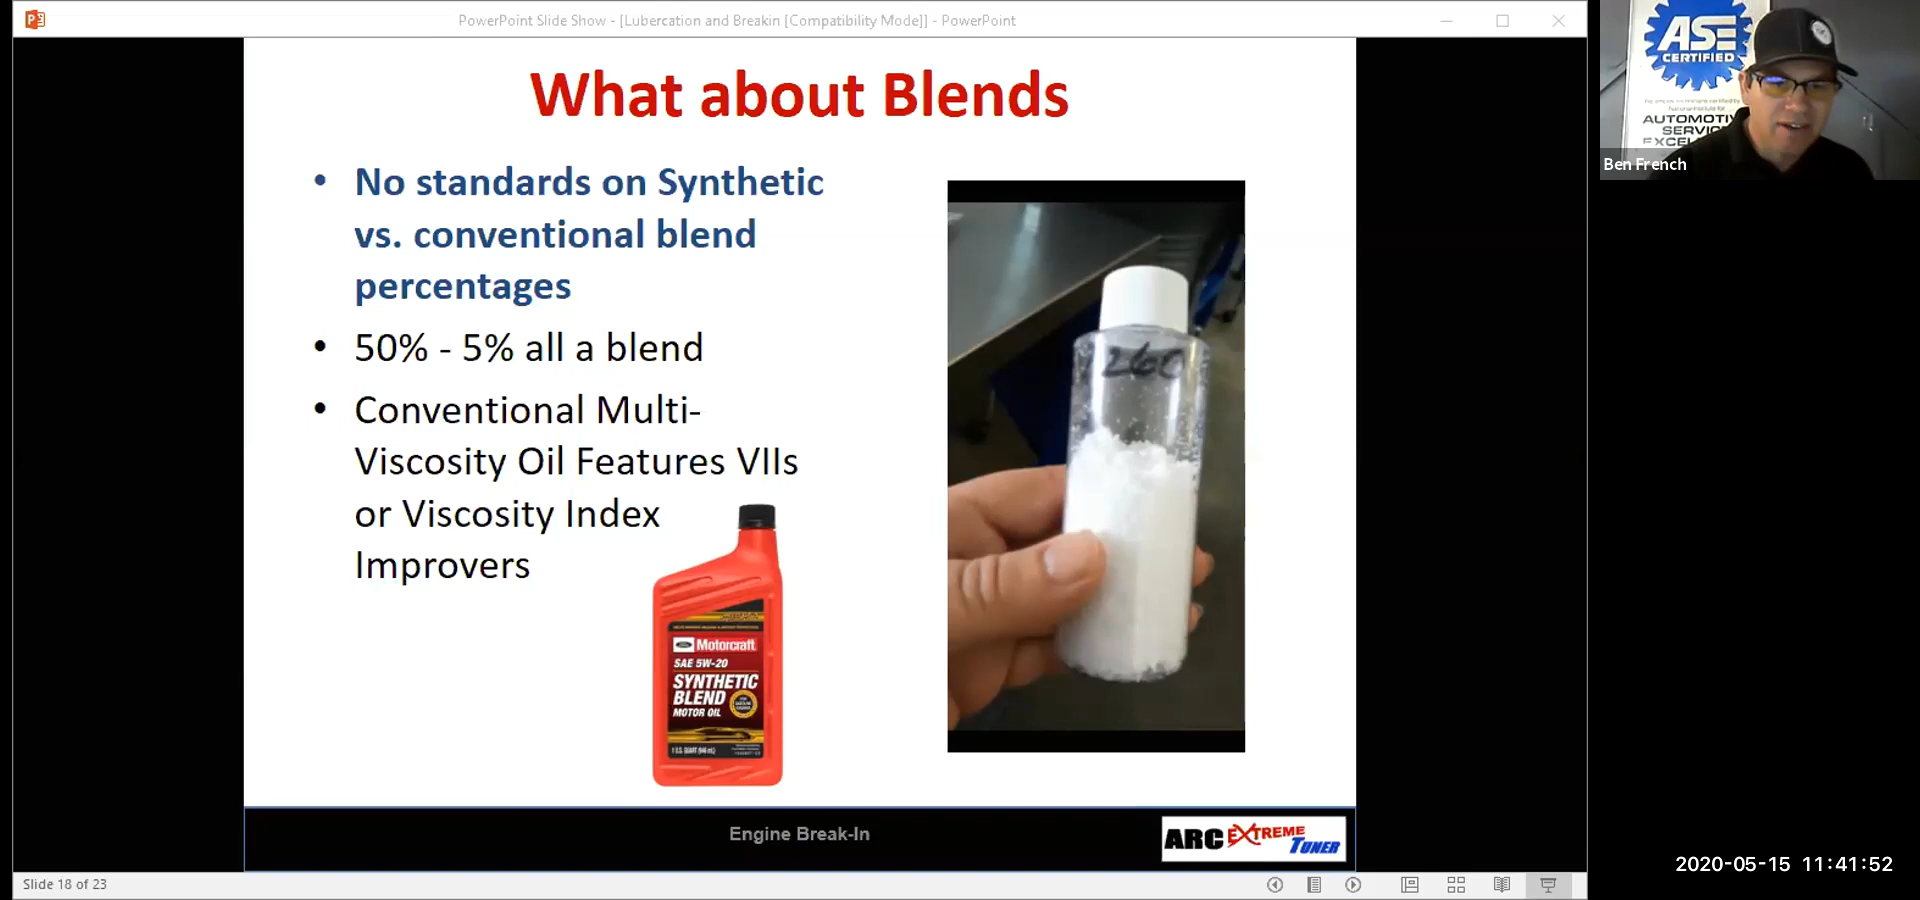 PowerPoint Slide Show - [Lubercation and Breakin [Compatibility Mode]] - PowerPoint
What about Blends
• No standards on Synthetic
vs. conventional blend
percentages
• 50% - 5% all a blend
• Conventional Multi-
Viscosity Oil Features VIIs
or Viscosity Index
Improvers
260
Motorcraft
SAE 5W-20
SYNTHETIC
BLEND
MOTOR OIL
Engine Break-In
ARC EXTREME
TUNER
Slide 18 of 23
ASE
CERTIFIED
AUTOMOTIV
SERVIC
EXCEL
Ben French
2020-05-15 11:41:52